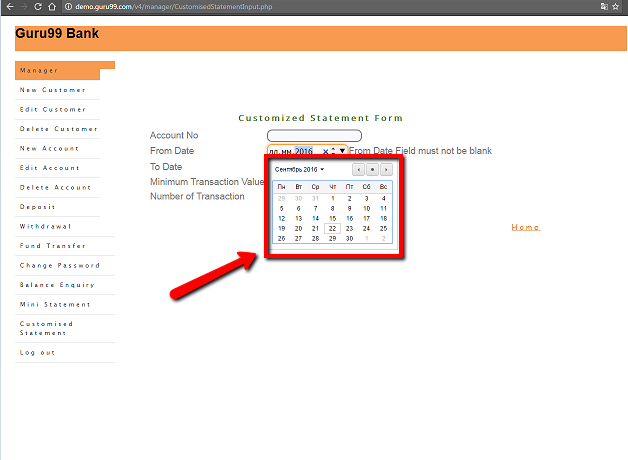 demo.guru99.com/v4/manager/CustomisedStatementInput.php
Guru99 Bank
Manager
New Customer
Edit Customer
Delete Customer
New Account
Edit Account
Delete Account
Deposit
Withdrawal
Fund Transfer
Change Password
Balance Enquiry
Mini Statement
Customised
Statement
Log out
Customized Statement Form
Account No
From Date дд.мм.2016 From Date Field must not be blank
To Date
Minimum Transaction Value
Number of Transaction
Сентябрь 2016
Пн Вт Ср Чт Пт Сб Вс
29 30 31 1 2 3 4
5 6 7 8 9 10 11
12 13 14 15 16 17 18
19 20 21 22 23 24 25
26 27 28 29 30 1 2
Home